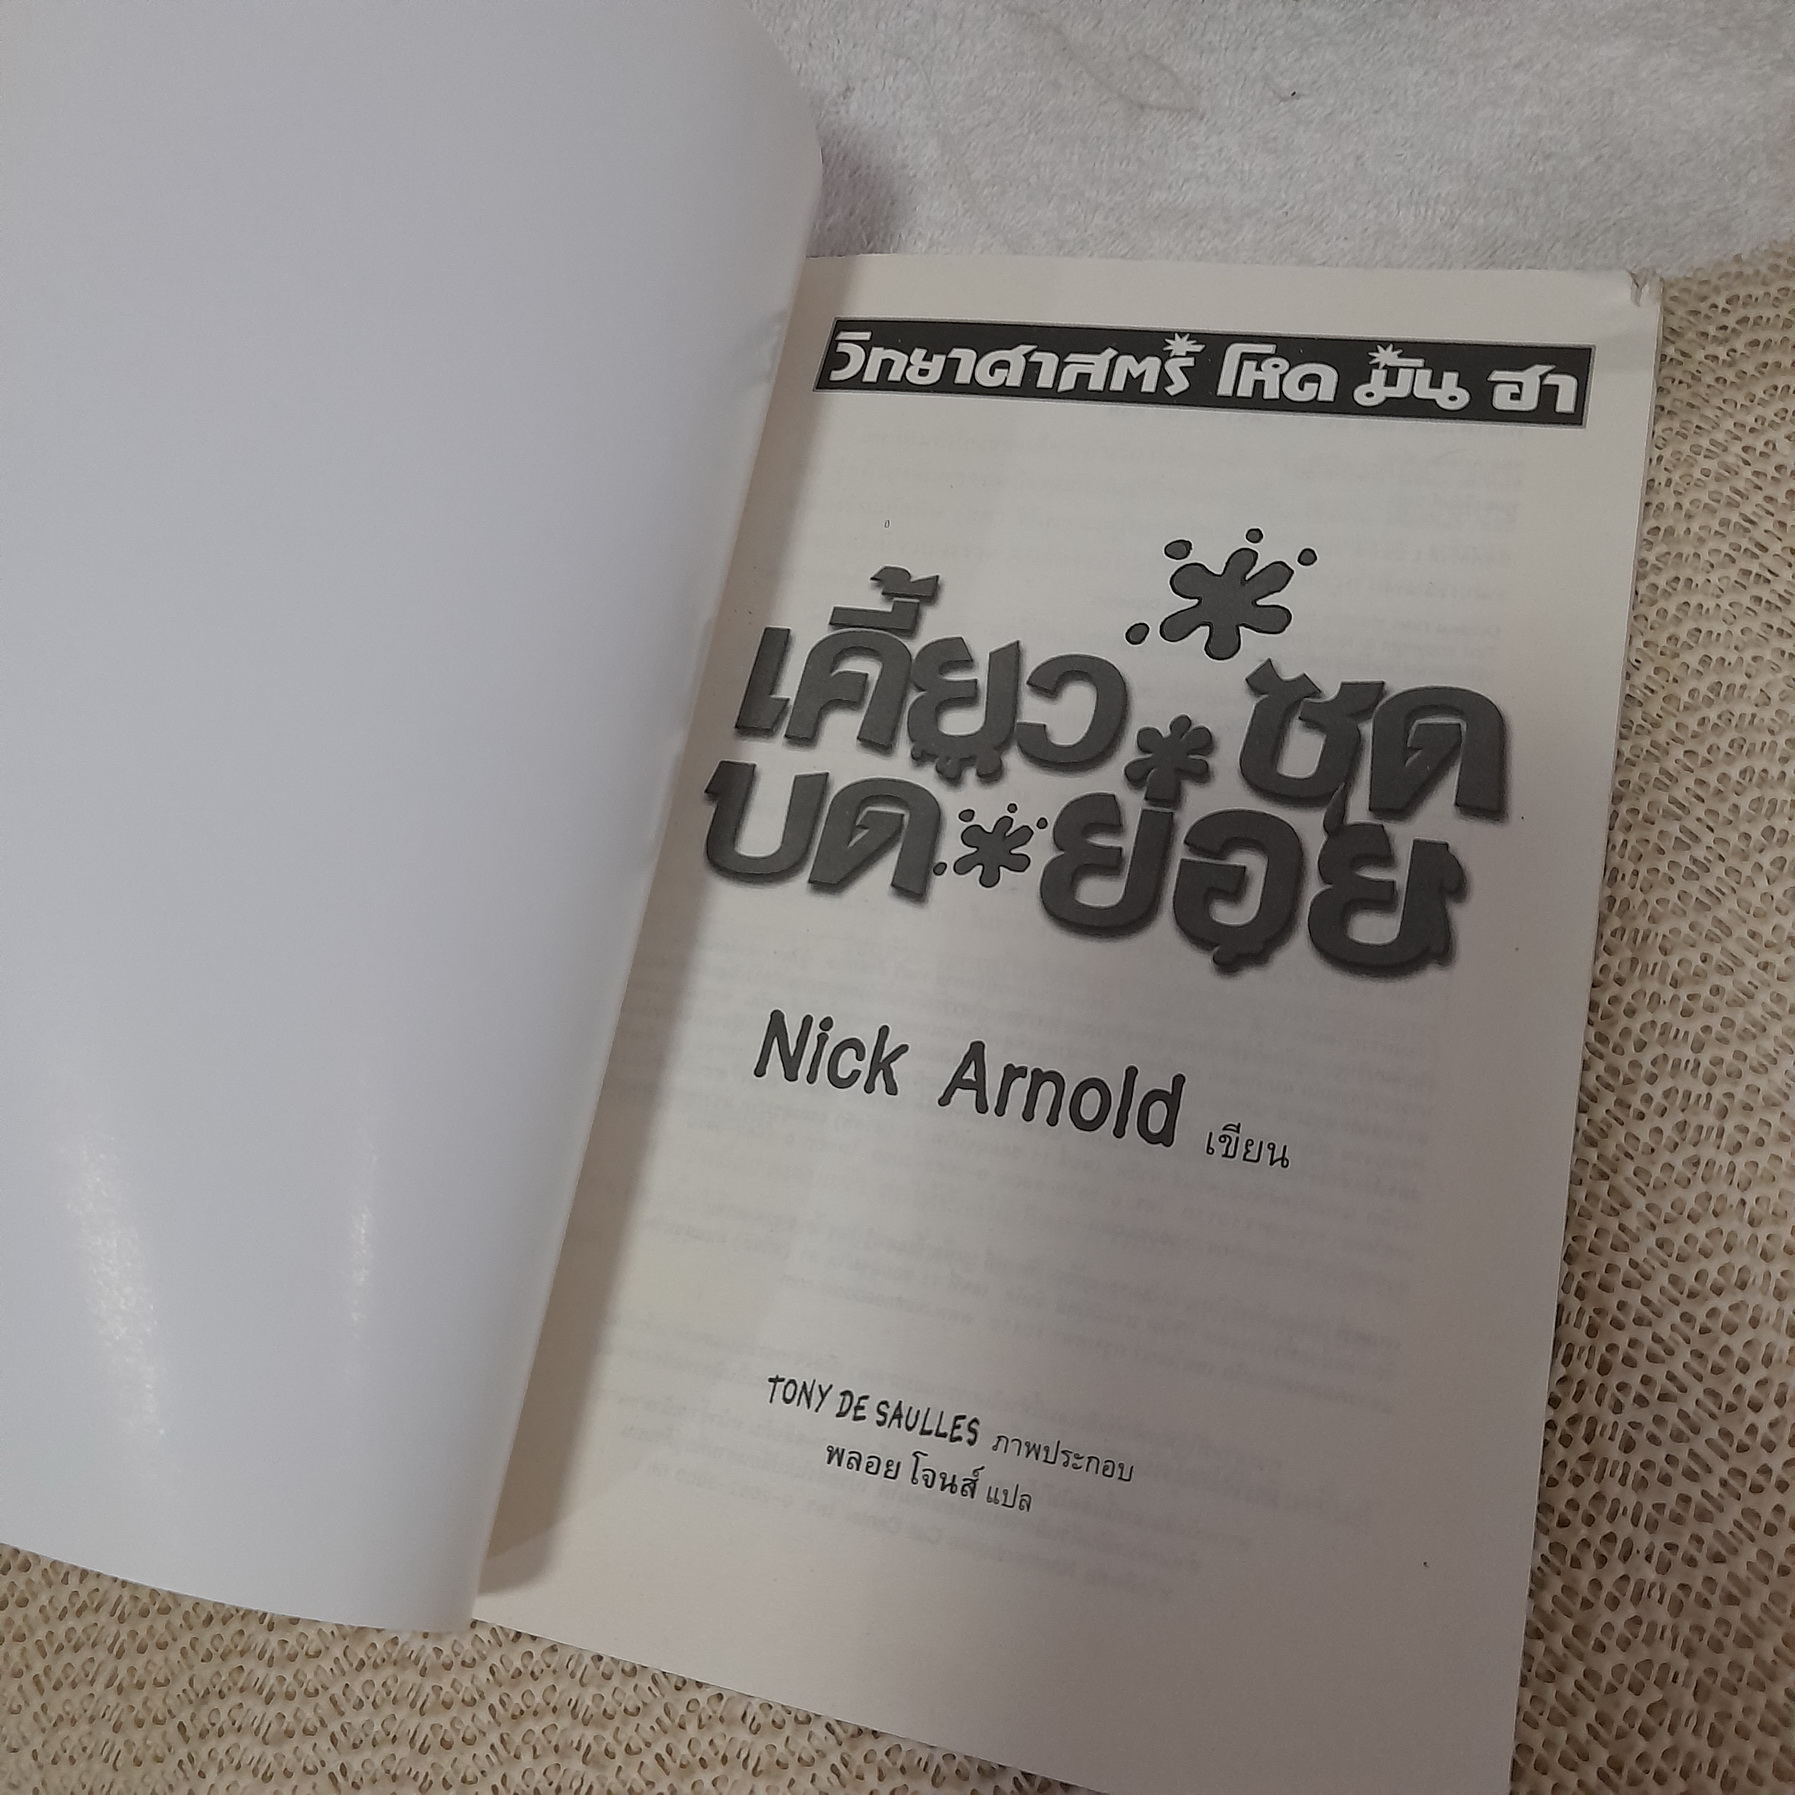 วิทยาศาสตร์ โหด มัน ฮา
เคี้ยว ซด
บด ย่อย
Nick Arnold เขียน
TONY DE SAULLES ภาพประกอบ
พลอย โจนส์ แปล